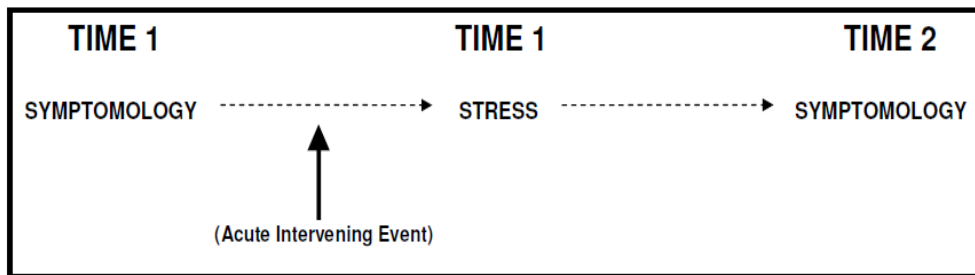 TIME 1 TIME 1 TIME 2
SYMPTOMOLOGY STRESS SYMPTOMOLOGY
(Acute Intervening Event)